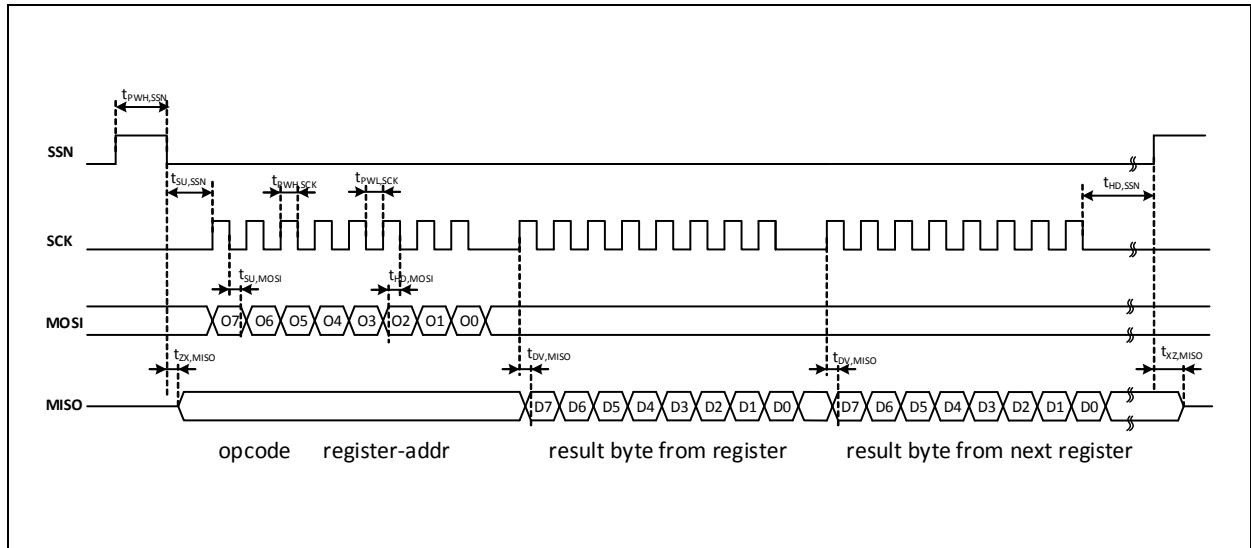 tPWH,SSN
SSN
tSU,SSN tPWH,SCK tPWL,SCK tHD,SSN
SCK
tSU,MOSI tHD,MOSI
MOSI O7 O6 O5 O4 O3 O2 O1 O0
tZX,MISO tDV,MISO tDV,MISO tXZ,MISO
MISO D7 D6 D5 D4 D3 D2 D1 D0 D7 D6 D5 D4 D3 D2 D1 D0
opcode register-addr result byte from register result byte from next register